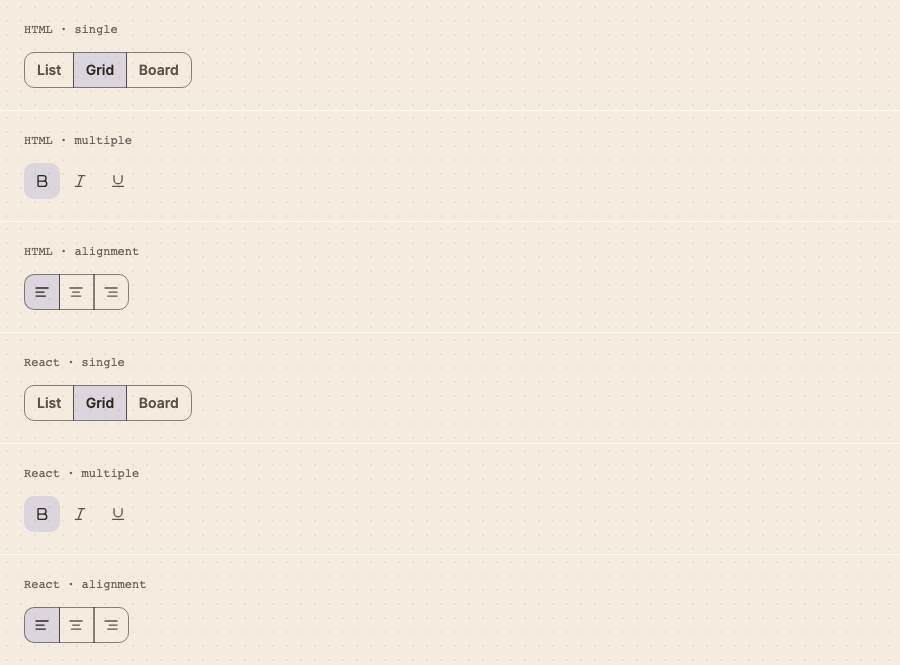 HTML · single
List Grid Board
HTML · multiple
B I U
HTML · alignment
React · single
List Grid Board
React · multiple
B I U
React · alignment